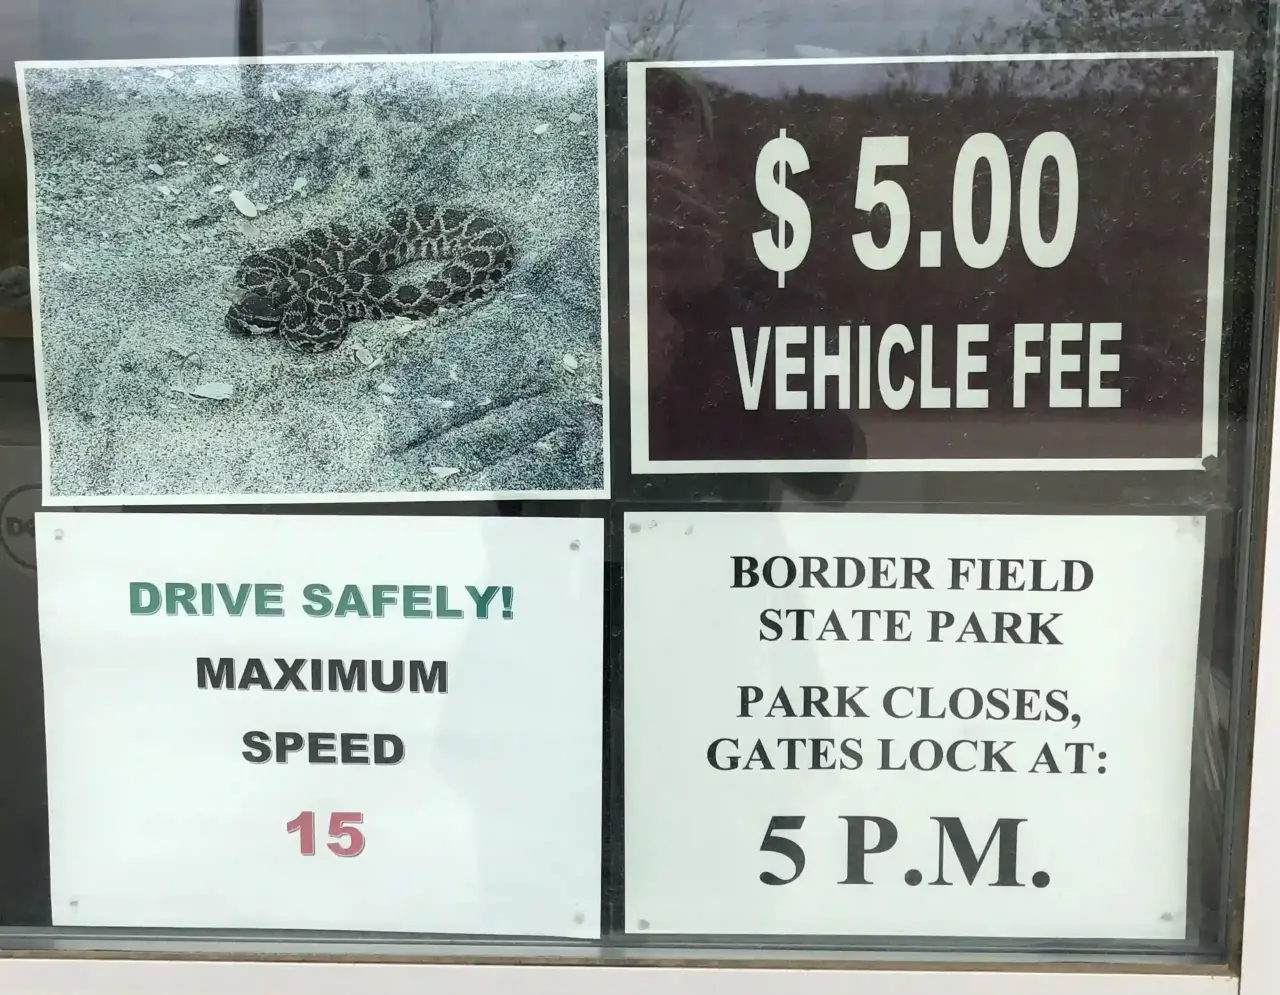 $ 5.00
VEHICLE FEE
DRIVE SAFELY!
MAXIMUM
SPEED
15
BORDER FIELD
STATE PARK
PARK CLOSES,
GATES LOCK AT:
5 P.M.